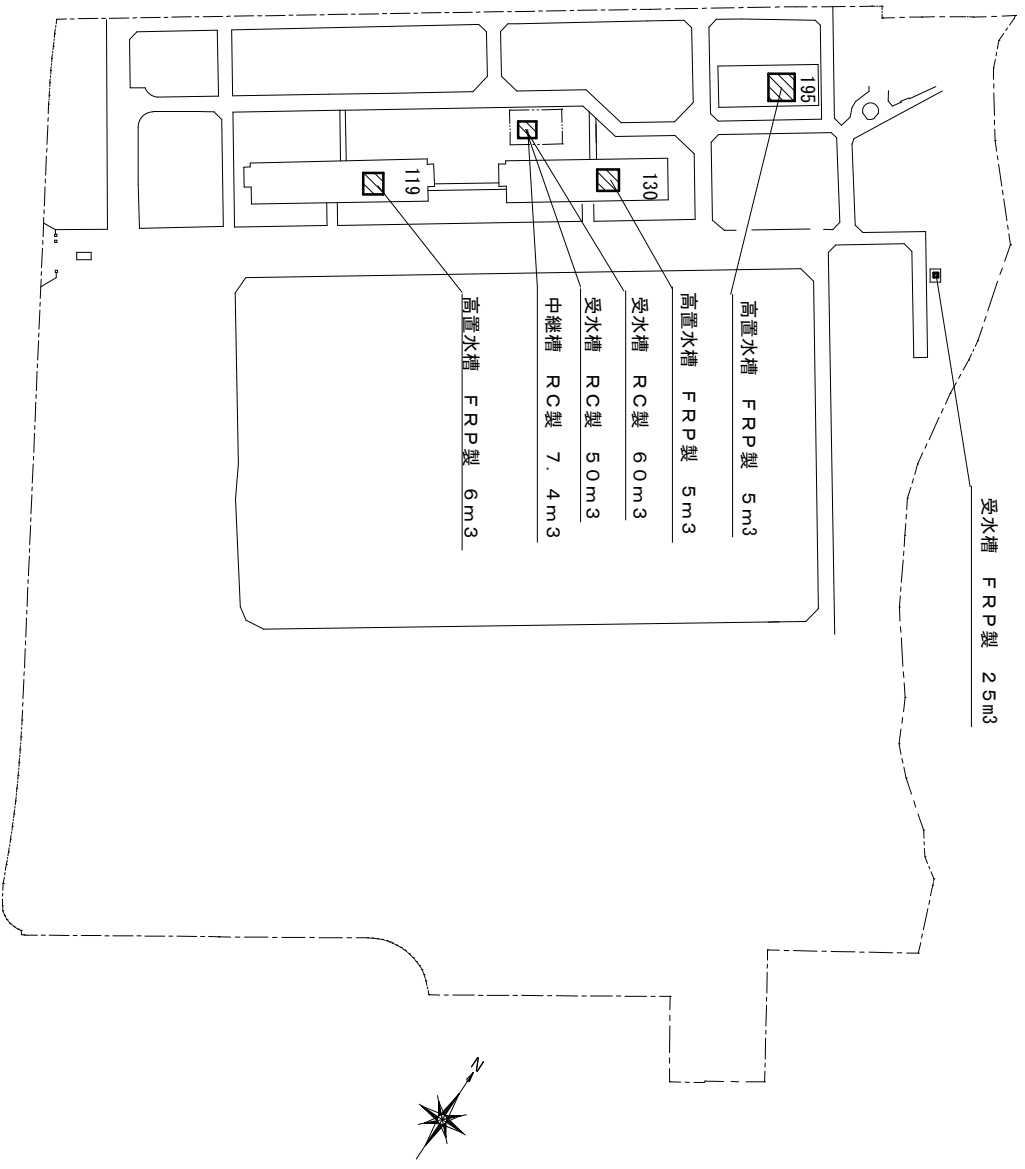 195
130
119
受水槽　ＦＲＰ製　２５m3
高置水槽　ＦＲＰ製　５m3
高置水槽　ＦＲＰ製　５m3
受水槽　ＲＣ製　６０m3
受水槽　ＲＣ製　５０m3
中継槽　ＲＣ製　７．４m3
高置水槽　ＦＲＰ製　６m3
N